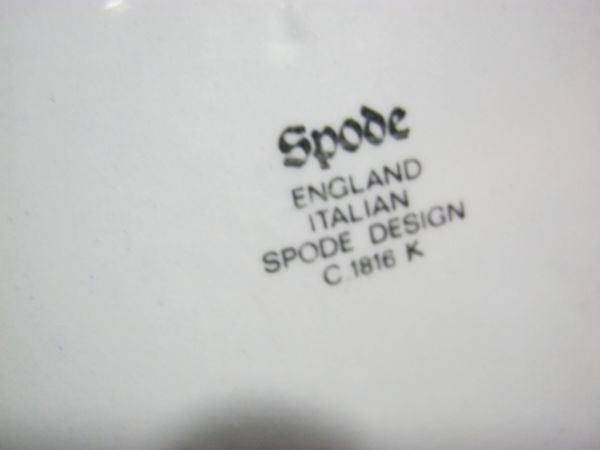 Spode
ENGLAND
ITALIAN
SPODE DESIGN
C.1816 K